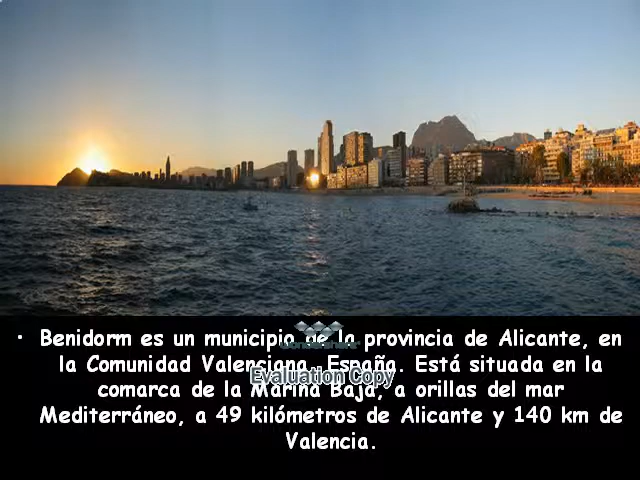 · Benidorm es un municipio de la provincia de Alicante, en
la Comunidad Valenciana, España. Está situada en la
Evaluation Copy
comarca de la Marina Baja, a orillas del mar
Mediterráneo, a 49 kilómetros de Alicante y 140 km de
Valencia.